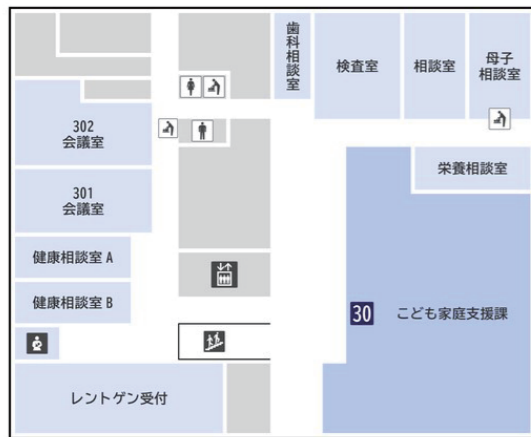 歯科相談室
検査室
相談室
母子
相談室
302
会議室
301
会議室
栄養相談室
健康相談室 A
健康相談室 B
30 こども家庭支援課
レントゲン受付